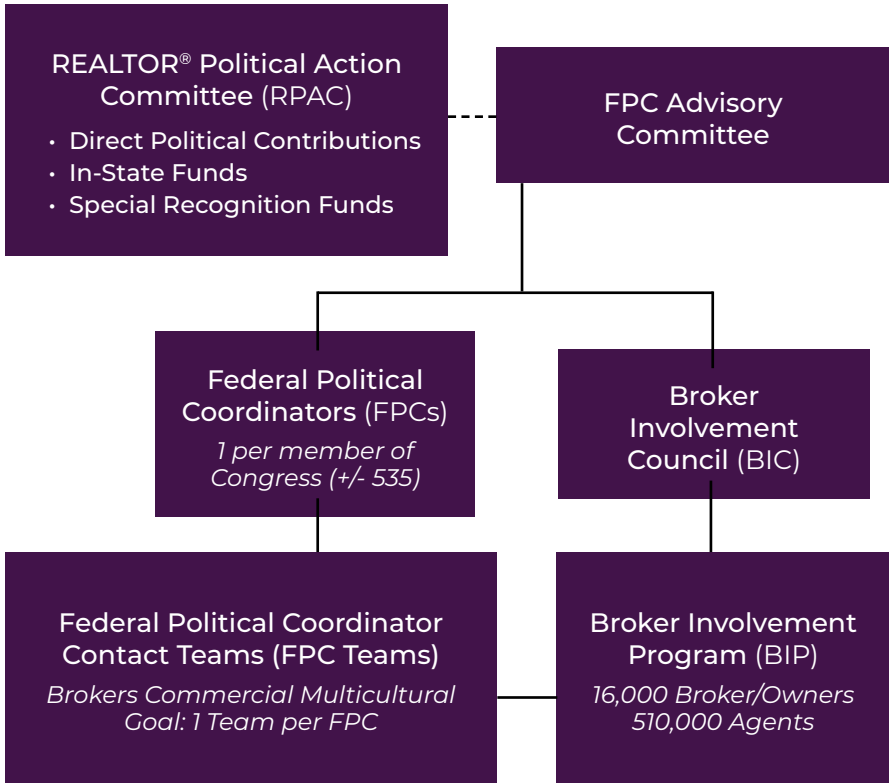 REALTOR® Political Action
Committee (RPAC)
• Direct Political Contributions
• In-State Funds
• Special Recognition Funds
FPC Advisory
Committee
Federal Political
Coordinators (FPCs)
1 per member of
Congress (+/- 535)
Broker
Involvement
Council (BIC)
Federal Political Coordinator
Contact Teams (FPC Teams)
Brokers Commercial Multicultural
Goal: 1 Team per FPC
Broker Involvement
Program (BIP)
16,000 Broker/Owners
510,000 Agents